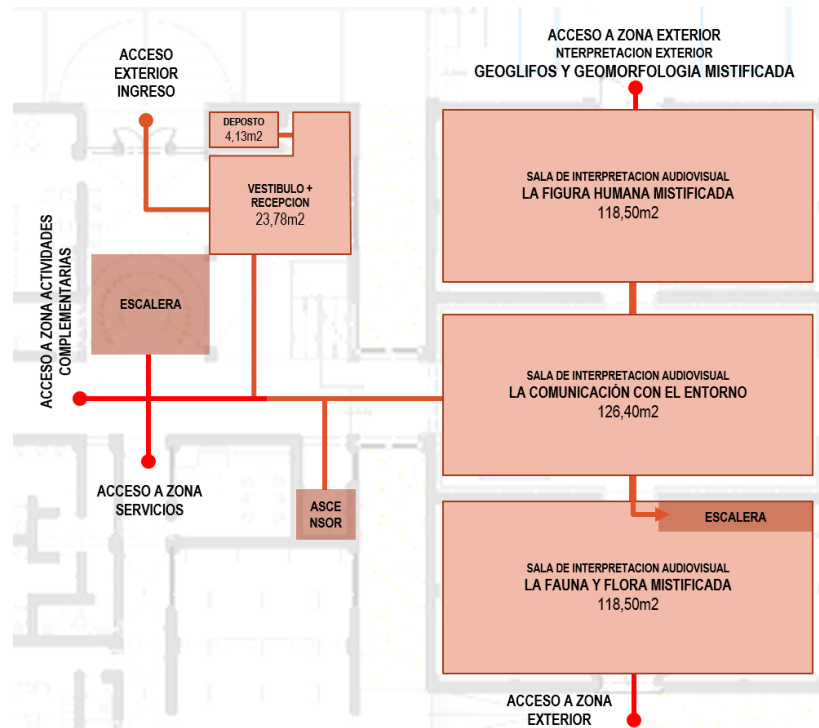 ACCESO
EXTERIOR
INGRESO
ACCESO A ZONA EXTERIOR
NTERPRETACION EXTERIOR
GEOGLIFOS Y GEOMORFOLOGIA MISTIFICADA
DEPOSTO
4,13m2
VESTIBULO +
RECEPCION
23,78m2
SALA DE INTERPRETACION AUDIOVISUAL
LA FIGURA HUMANA MISTIFICADA
118,50m2
ESCALERA
ACCESO A ZONA ACTIVIDADES
COMPLEMENTARIAS
SALA DE INTERPRETACION AUDIOVISUAL
LA COMUNICACIÓN CON EL ENTORNO
126,40m2
ACCESO A ZONA
SERVICIOS
ASCE
NSOR
ESCALERA
SALA DE INTERPRETACION AUDIOVISUAL
LA FAUNA Y FLORA MISTIFICADA
118,50m2
ACCESO A ZONA
EXTERIOR